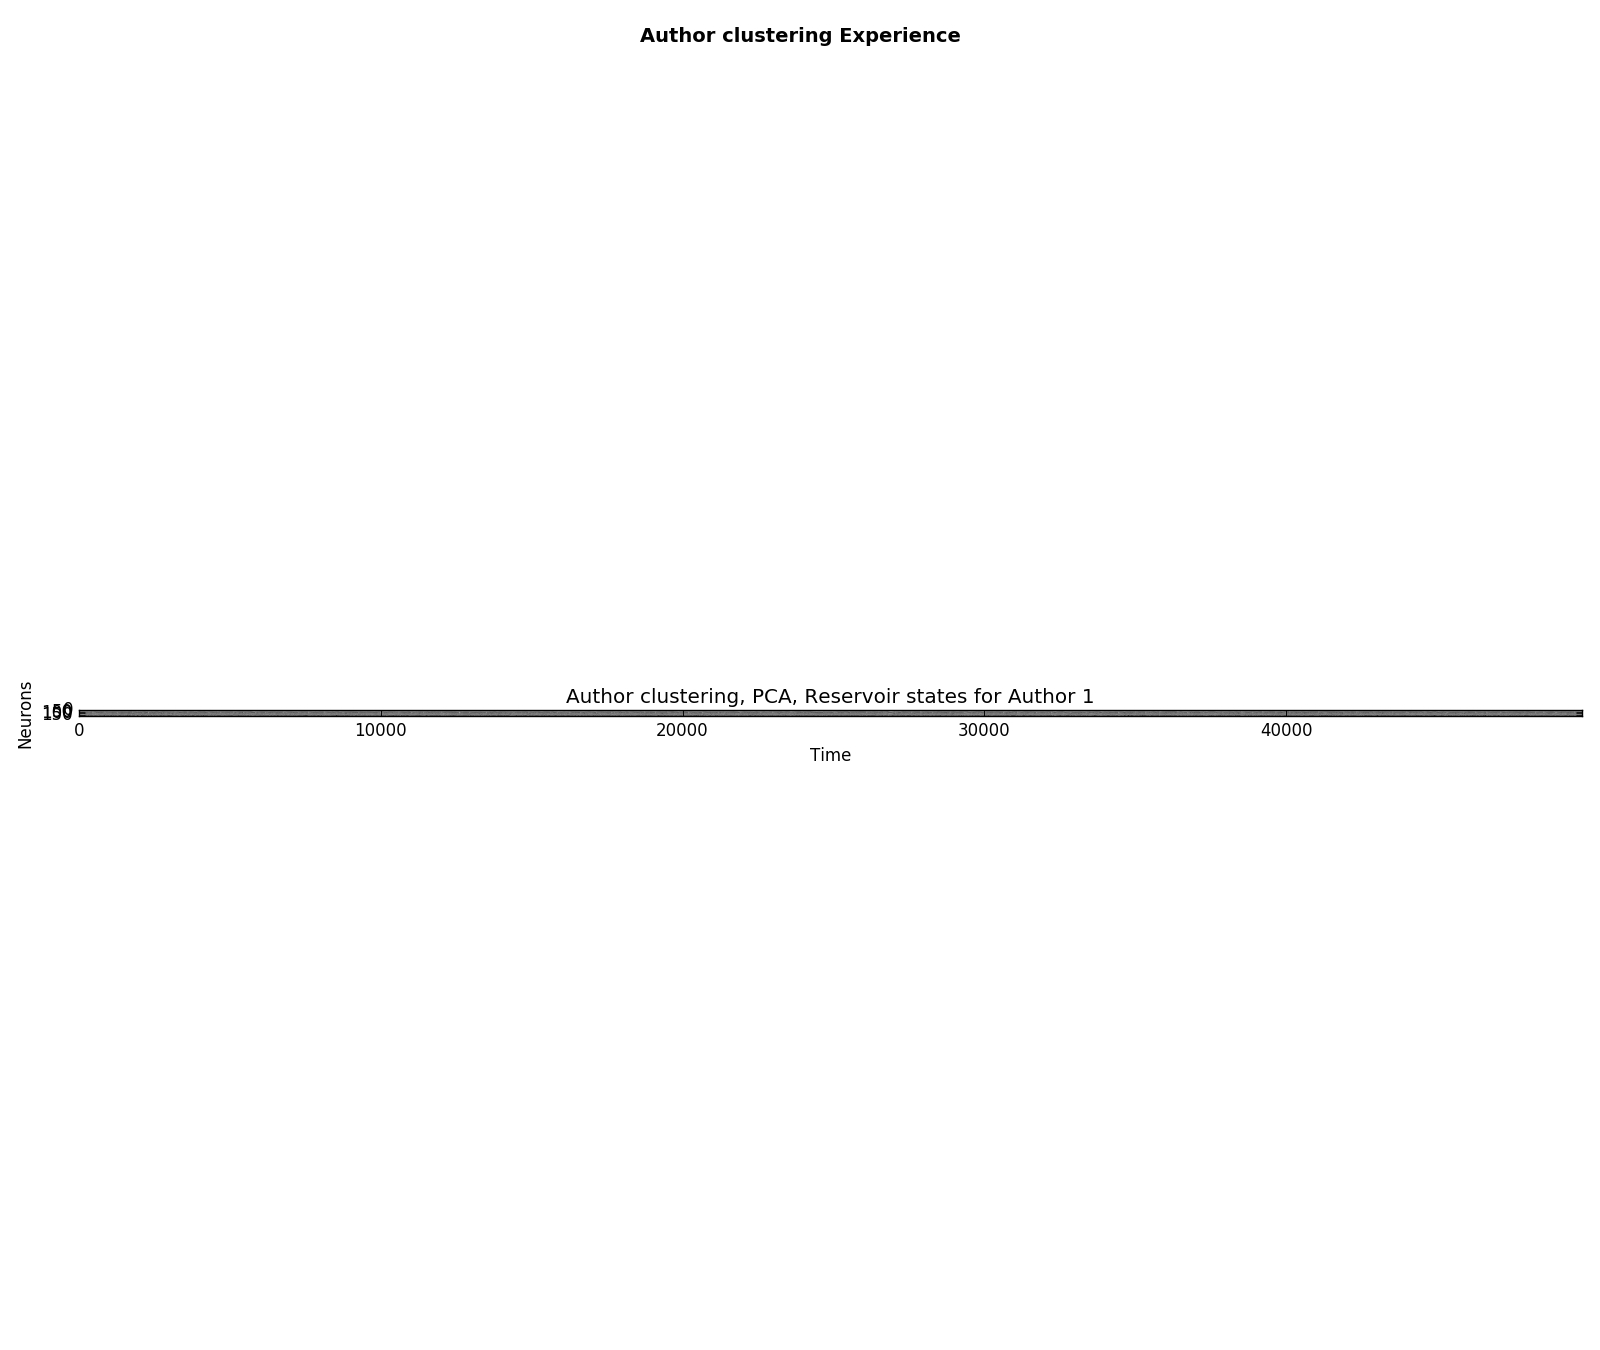 Author clustering Experience
Author clustering, PCA, Reservoir states for Author 1
Neurons
0 10000 20000 30000 40000
Time